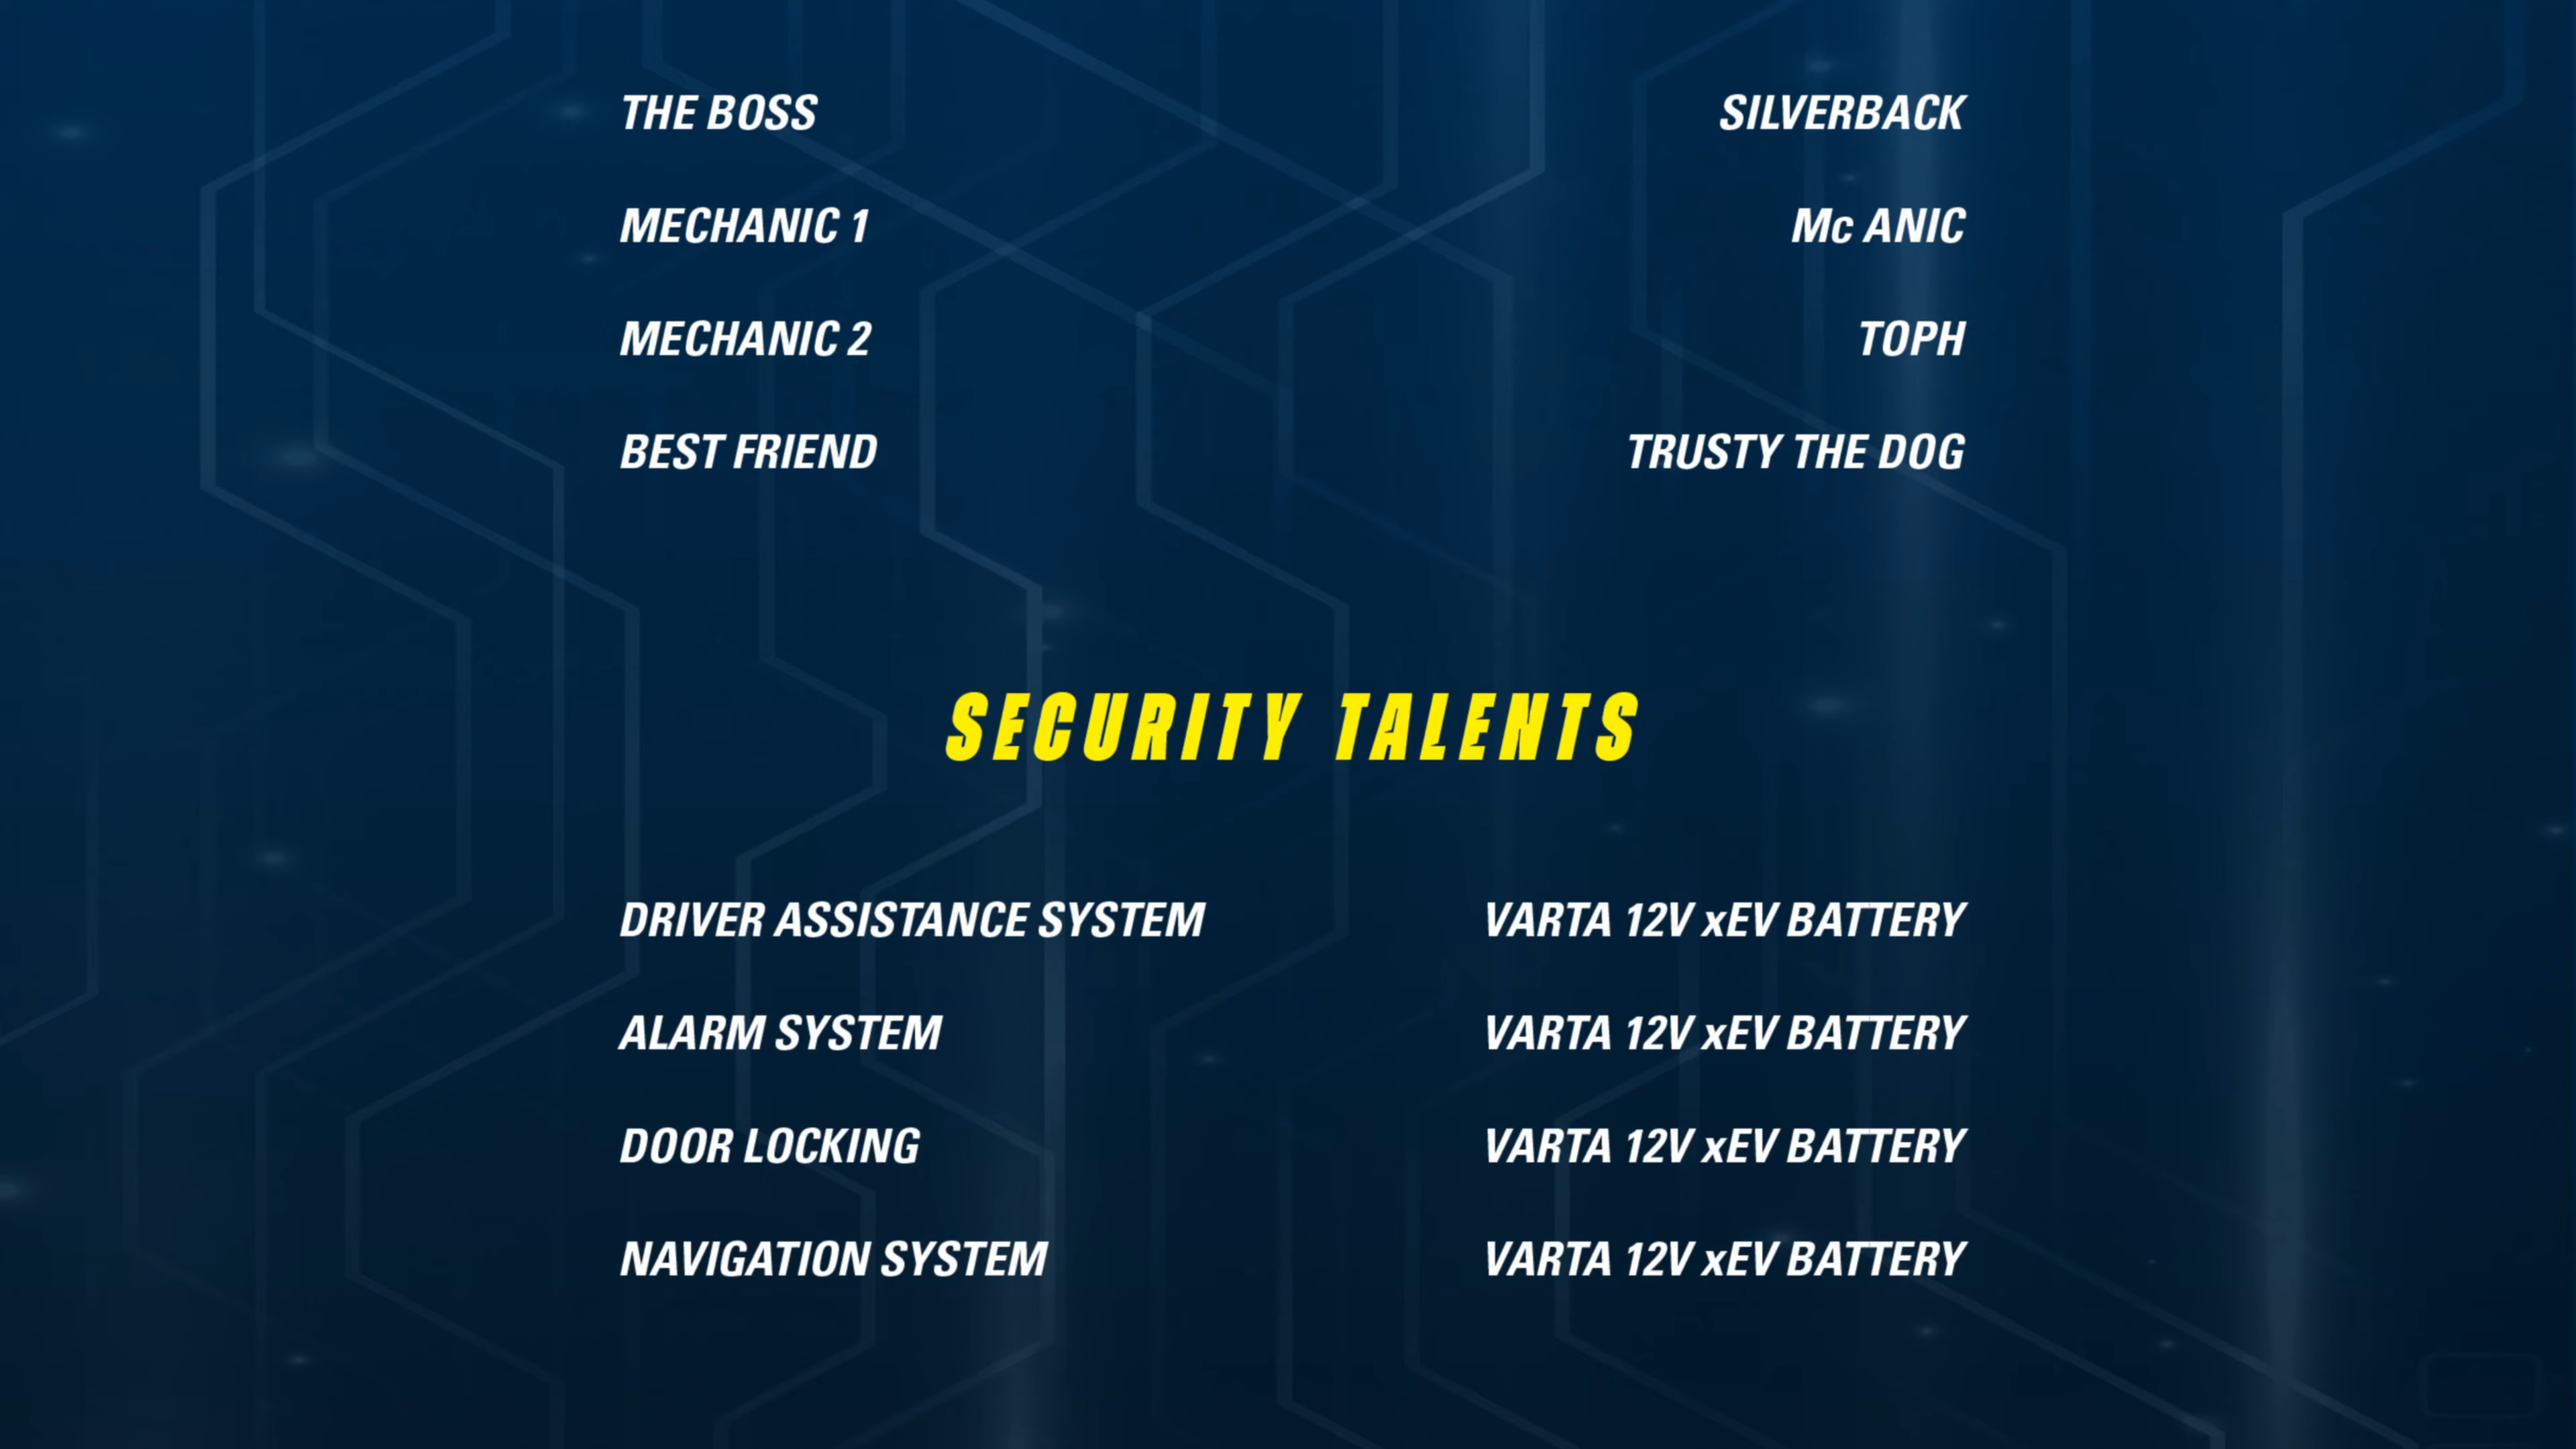 THE BOSS SILVERBACK
MECHANIC 1 Mc ANIC
MECHANIC 2 TOPH
BEST FRIEND TRUSTY THE DOG
SECURITY TALENTS
DRIVER ASSISTANCE SYSTEM VARTA 12V xEV BATTERY
ALARM SYSTEM VARTA 12V xEV BATTERY
DOOR LOCKING VARTA 12V xEV BATTERY
NAVIGATION SYSTEM VARTA 12V xEV BATTERY